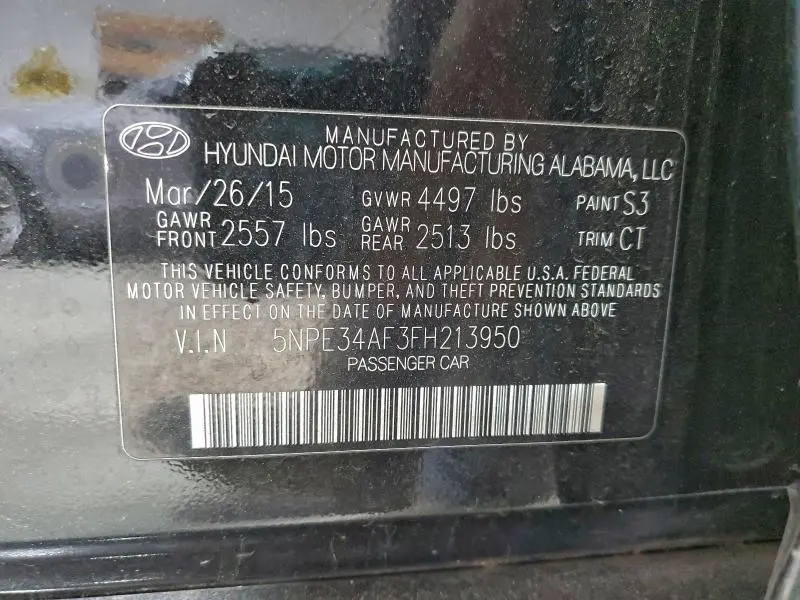 MANUFACTURED BY
HYUNDAI MOTOR MANUFACTURING ALABAMA, LLC
Mar/26/15 GVWR 4497 lbs PAINT S3
GAWR FRONT 2557 lbs GAWR REAR 2513 lbs TRIM CT
THIS VEHICLE CONFORMS TO ALL APPLICABLE U.S.A. FEDERAL
MOTOR VEHICLE SAFETY, BUMPER, AND THEFT PREVENTION STANDARDS
IN EFFECT ON THE DATE OF MANUFACTURE SHOWN ABOVE
V.I.N 5NPE34AF3FH213950
PASSENGER CAR